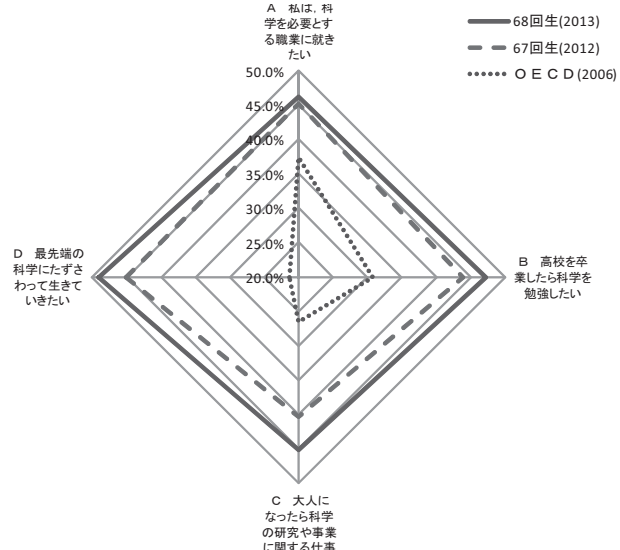 A 私は，科
学を必要とす
る職業に就き
たい
68回生(2013)
67回生(2012)
ＯＥＣＤ(2006)
50.0%
45.0%
40.0%
35.0%
30.0%
25.0%
20.0%
D 最先端の
科学にたずさ
わって生きて
いきたい
B 高校を卒
業したら科学を
勉強したい
C 大人に
なったら科学
の研究や事業
に関する仕事